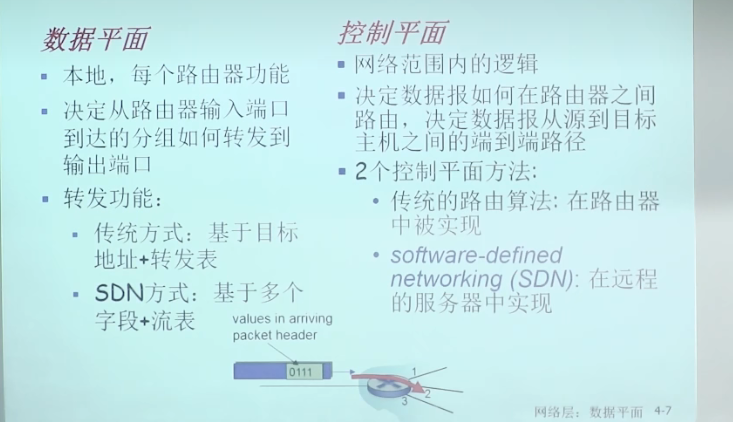 数据平面
▪ 本地，每个路由器功能
▪ 决定从路由器输入端口
到达的分组如何转发到
输出端口
▪ 转发功能：
▪ 传统方式：基于目标
地址+转发表
▪ SDN方式：基于多个
字段+流表
控制平面
▪ 网络范围内的逻辑
▪ 决定数据报如何在路由器之间
路由，决定数据报从源到目标
主机之间的端到端路径
▪ 2个控制平面方法:
• 传统的路由算法: 在路由器
中被实现
• software-defined
networking (SDN): 在远程
的服务器中实现
values in arriving
packet header
0111
1
2
3
网络层：数据平面 4-7